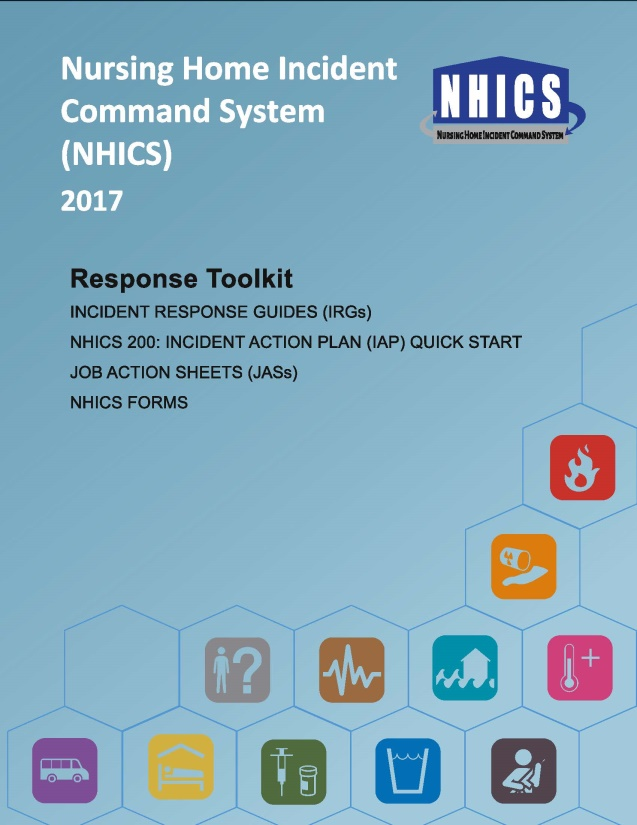 Nursing Home Incident
Command System
(NHICS)
2017
NHICS
NURSING HOME INCIDENT COMMAND SYSTEM
Response Toolkit
INCIDENT RESPONSE GUIDES (IRGs)
NHICS 200: INCIDENT ACTION PLAN (IAP) QUICK START
JOB ACTION SHEETS (JASs)
NHICS FORMS
?
+